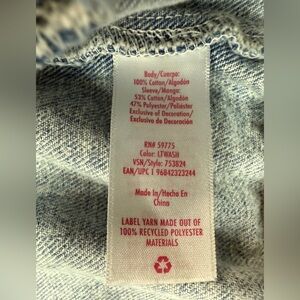 Body/Cuerpo:
100% Cotton/Algodón
Sleeve/Manga:
53% Cotton/Algodón
47% Polyester/Poliéster
Exclusive of Decoration/
Exclusivo de Decoración
RN# 59775
Color: LTWASH
VSN/Style: 753824
EAN/UPC | 96842323244
Made In/Hecho En
China
LABEL YARN MADE OUT OF
100% RECYCLED POLYESTER
MATERIALS